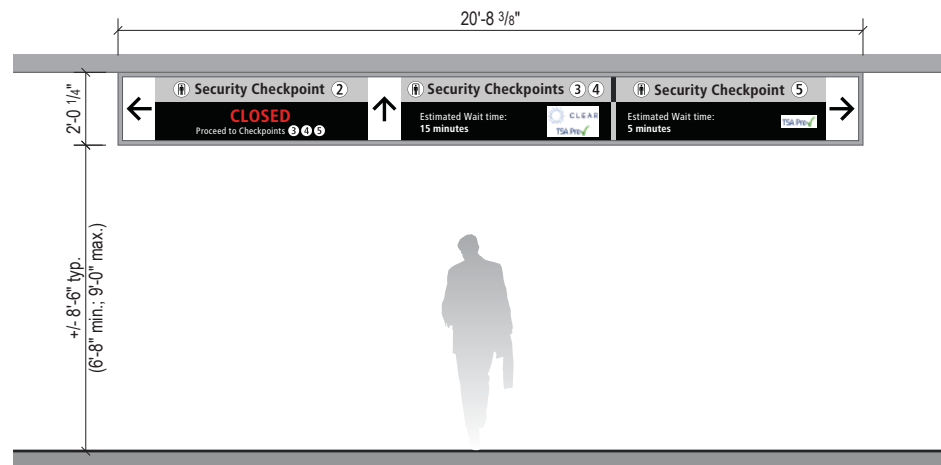 20'-8 3/8"
2'-0 1/4"
← Security Checkpoint 2
CLOSED
Proceed to Checkpoints 3 4 5
↑ Security Checkpoints 3 4
Estimated Wait time:
15 minutes
CLEAR
TSA Pre✓
Security Checkpoint 5 →
Estimated Wait time:
5 minutes
TSA Pre✓
+/- 8'-6" typ.
(6'-8" min.; 9'-0" max.)